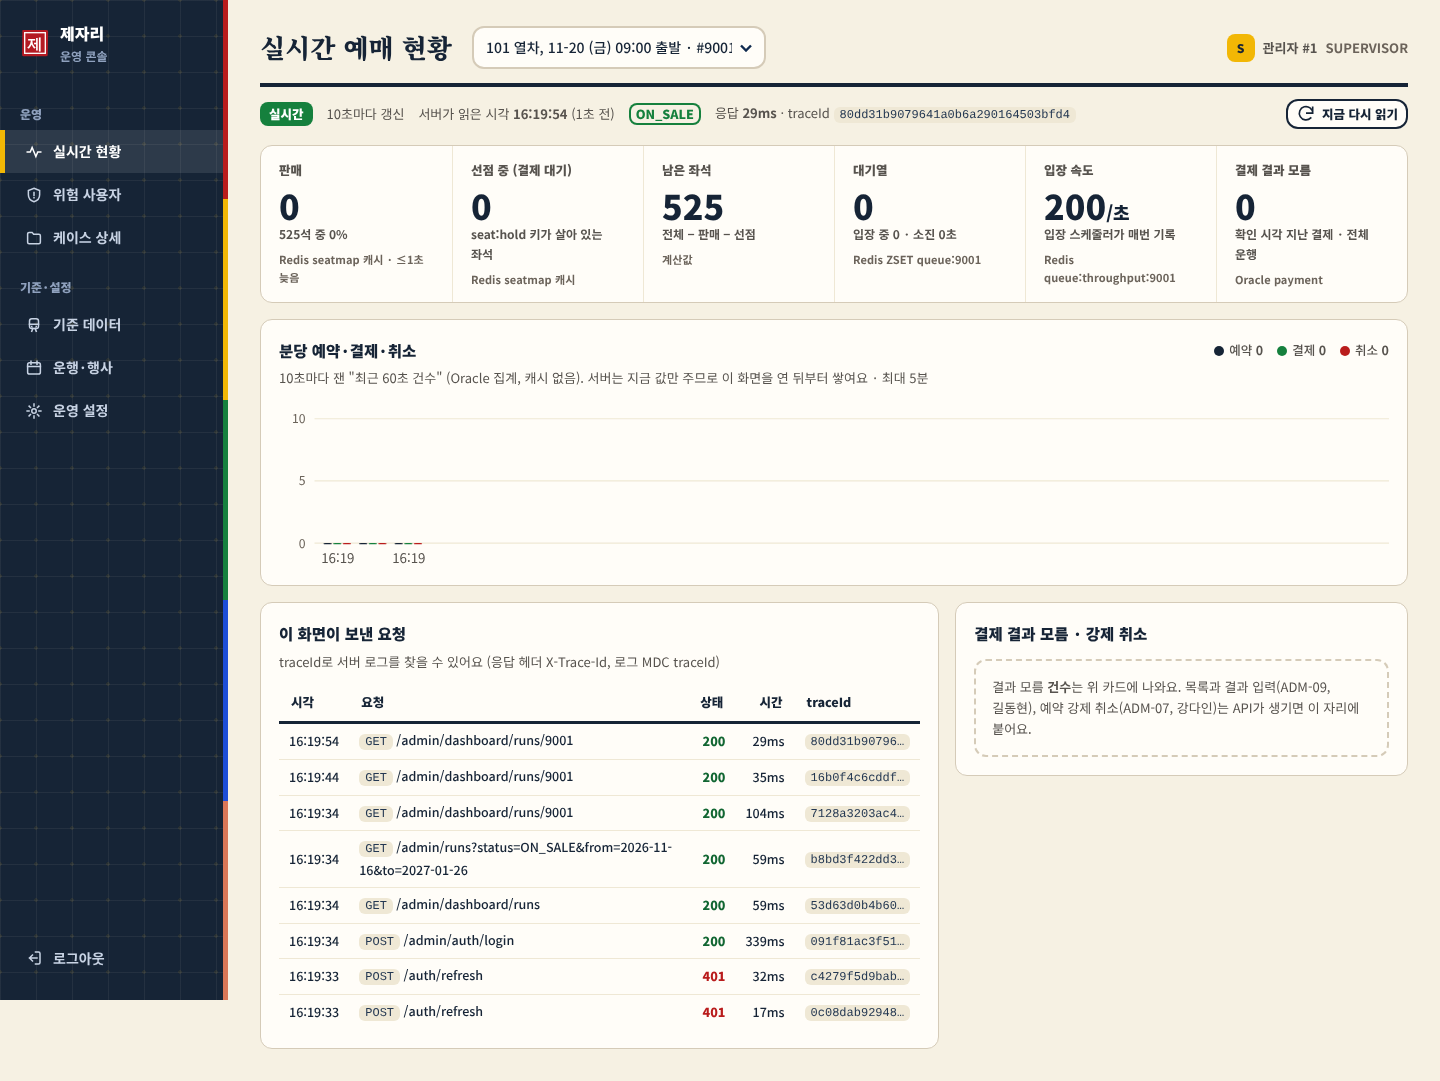 제
제자리
운영 콘솔
운영
실시간 현황
위험 사용자
케이스 상세
기준·설정
기준 데이터
운행·행사
운영 설정
로그아웃
실시간 예매 현황
101 열차, 11-20 (금) 09:00 출발 · #9001
S 관리자 #1 SUPERVISOR
실시간 10초마다 갱신 서버가 읽은 시각 16:19:54 (1초 전) ON_SALE 응답 29ms · traceId 80dd31b9079641a0b6a290164503bfd4 지금 다시 읽기
판매
0
525석 중 0%
Redis seatmap 캐시 · ≤1초
늦음
선점 중 (결제 대기)
0
seat:hold 키가 살아 있는
좌석
Redis seatmap 캐시
남은 좌석
525
전체 − 판매 − 선점
계산값
대기열
0
입장 중 0 · 소진 0초
Redis ZSET queue:9001
입장 속도
200/초
입장 스케줄러가 매번 기록
Redis
queue:throughput:9001
결제 결과 모름
0
확인 시각 지난 결제 · 전체
운행
Oracle payment
분당 예약·결제·취소
예약 0 결제 0 취소 0
10초마다 잰 "최근 60초 건수" (Oracle 집계, 캐시 없음). 서버는 지금 값만 주므로 이 화면을 연 뒤부터 쌓여요 · 최대 5분
10
5
0
16:19 16:19
이 화면이 보낸 요청
traceId로 서버 로그를 찾을 수 있어요 (응답 헤더 X-Trace-Id, 로그 MDC traceId)
시각 요청 상태 시간 traceId
16:19:54 GET /admin/dashboard/runs/9001 200 29ms 80dd31b90796…
16:19:44 GET /admin/dashboard/runs/9001 200 35ms 16b0f4c6cddf…
16:19:34 GET /admin/dashboard/runs/9001 200 104ms 7128a3203ac4…
16:19:34 GET /admin/runs?status=ON_SALE&from=2026-11-
16&to=2027-01-26 200 59ms b8bd3f422dd3…
16:19:34 GET /admin/dashboard/runs 200 59ms 53d63d0b4b60…
16:19:34 POST /admin/auth/login 200 339ms 091f81ac3f51…
16:19:33 POST /auth/refresh 401 32ms c4279f5d9bab…
16:19:33 POST /auth/refresh 401 17ms 0c08dab92948…
결제 결과 모름 · 강제 취소
결과 모름 건수는 위 카드에 나와요. 목록과 결과 입력(ADM-09,
길동현), 예약 강제 취소(ADM-07, 강다인)는 API가 생기면 이 자리에
붙어요.